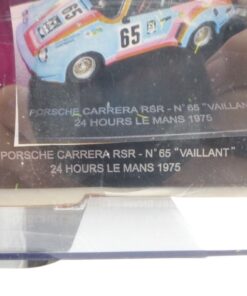 65
PORSCHE CARRERA RSR - N° 65 "VAILLANT"
24 HOURS LE MANS 1975
PORSCHE CARRERA RSR - N° 65 "VAILLANT"
24 HOURS LE MANS 1975